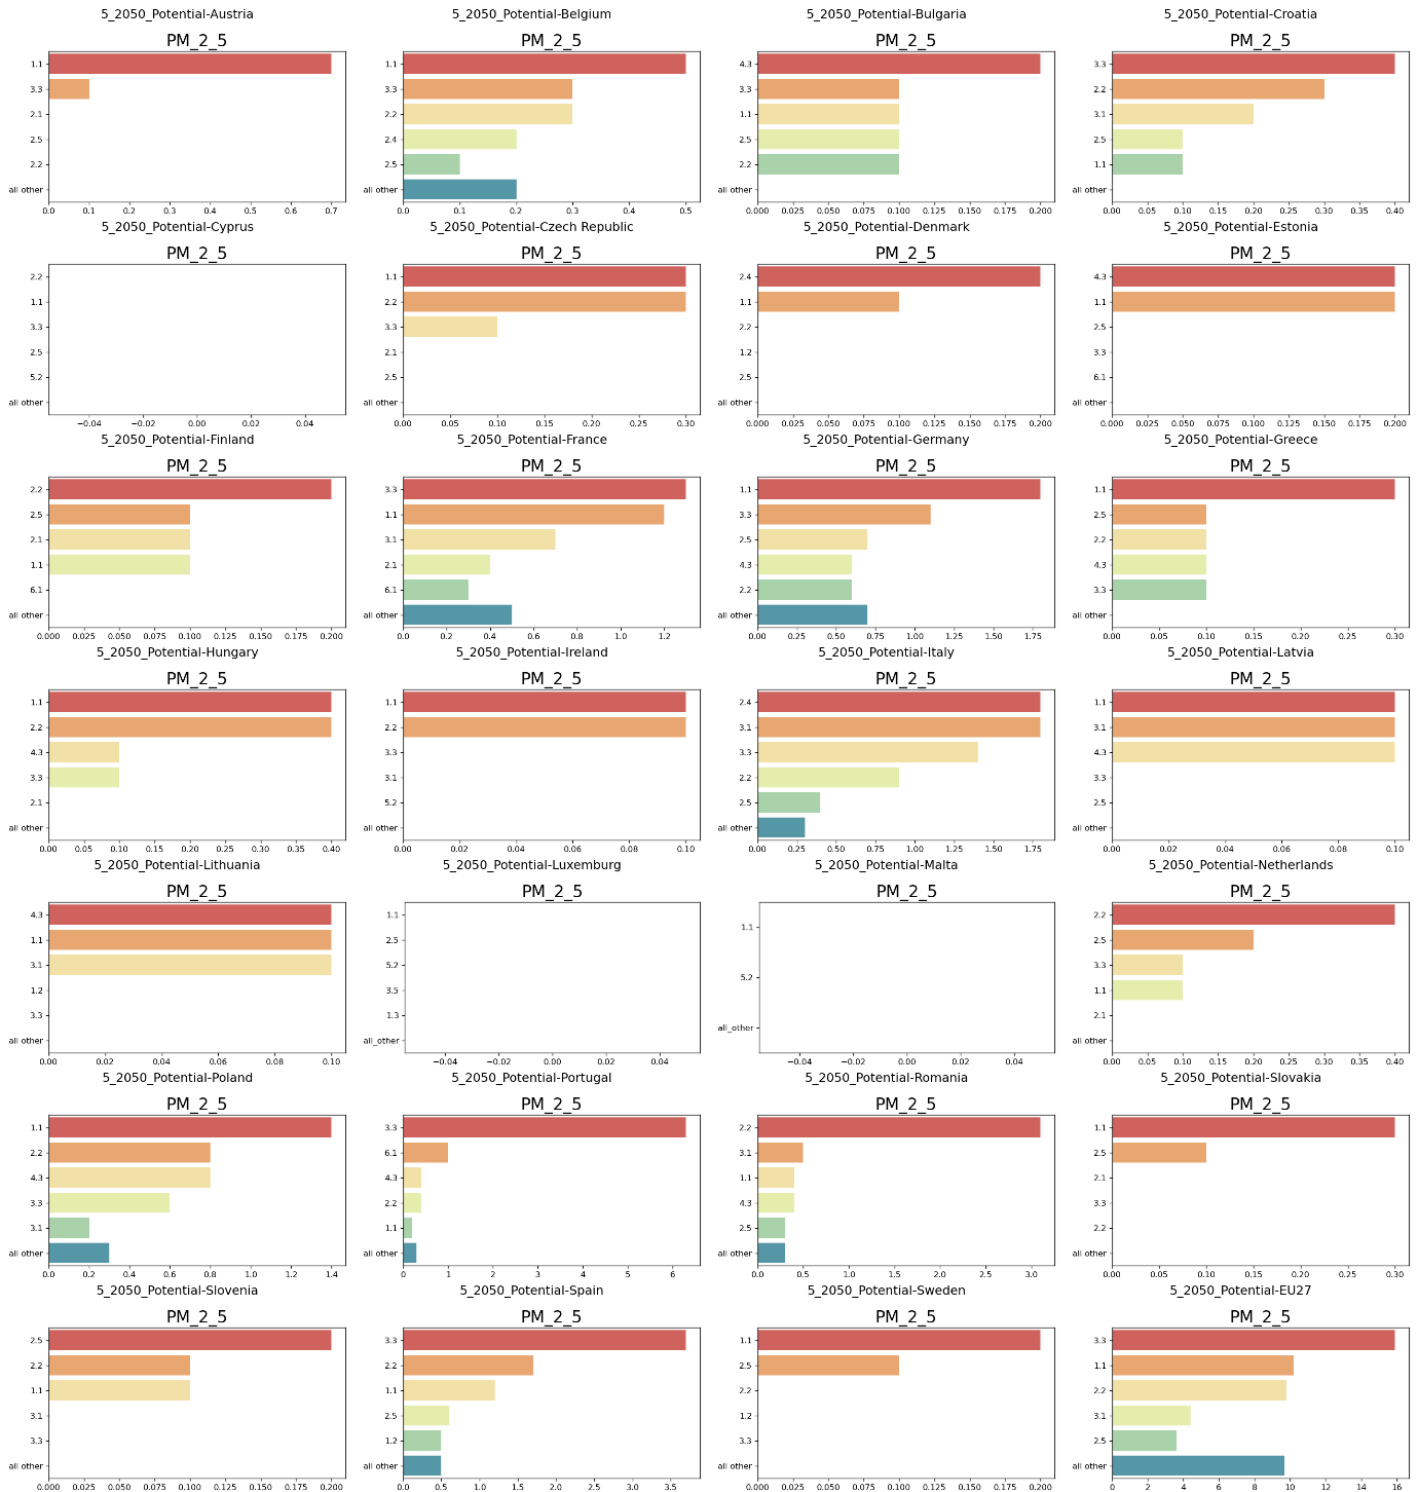 5_2050_Potential-Austria
5_2050_Potential-Belgium
5_2050_Potential-Bulgaria
5_2050_Potential-Croatia
PM_2_5
1.1
3.3
2.1
2.5
2.2
all other
0.0 0.1 0.2 0.3 0.4 0.5 0.6 0.7
PM_2_5
1.1
3.3
2.2
2.4
2.5
all other
0.0 0.1 0.2 0.3 0.4 0.5
PM_2_5
4.3
3.3
1.1
2.5
2.2
all other
0.000 0.025 0.050 0.075 0.100 0.125 0.150 0.175 0.200
PM_2_5
3.3
2.2
3.1
2.5
1.1
all other
0.00 0.05 0.10 0.15 0.20 0.25 0.30 0.35 0.40
5_2050_Potential-Cyprus
5_2050_Potential-Czech Republic
5_2050_Potential-Denmark
5_2050_Potential-Estonia
PM_2_5
2.2
1.1
3.3
2.5
5.2
all other
−0.04 −0.02 0.00 0.02 0.04
PM_2_5
1.1
2.2
3.3
2.1
2.5
all other
0.00 0.05 0.10 0.15 0.20 0.25 0.30
PM_2_5
2.4
1.1
2.2
1.2
2.5
all other
0.000 0.025 0.050 0.075 0.100 0.125 0.150 0.175 0.200
PM_2_5
4.3
1.1
2.5
3.3
6.1
all other
0.000 0.025 0.050 0.075 0.100 0.125 0.150 0.175 0.200
5_2050_Potential-Finland
5_2050_Potential-France
5_2050_Potential-Germany
5_2050_Potential-Greece
PM_2_5
2.2
2.5
2.1
1.1
6.1
all other
0.000 0.025 0.050 0.075 0.100 0.125 0.150 0.175 0.200
PM_2_5
3.3
1.1
3.1
2.1
6.1
all other
0.0 0.2 0.4 0.6 0.8 1.0 1.2
PM_2_5
1.1
3.3
2.5
4.3
2.2
all other
0.00 0.25 0.50 0.75 1.00 1.25 1.50 1.75
PM_2_5
1.1
2.5
2.2
4.3
3.3
all other
0.00 0.05 0.10 0.15 0.20 0.25 0.30
5_2050_Potential-Hungary
5_2050_Potential-Ireland
5_2050_Potential-Italy
5_2050_Potential-Latvia
PM_2_5
1.1
2.2
4.3
3.3
2.1
all other
0.00 0.05 0.10 0.15 0.20 0.25 0.30 0.35 0.40
PM_2_5
1.1
2.2
3.3
3.1
5.2
all other
0.00 0.02 0.04 0.06 0.08 0.10
PM_2_5
2.4
3.1
3.3
2.2
2.5
all other
0.00 0.25 0.50 0.75 1.00 1.25 1.50 1.75
PM_2_5
1.1
3.1
4.3
3.3
2.5
all other
0.00 0.02 0.04 0.06 0.08 0.10
5_2050_Potential-Lithuania
5_2050_Potential-Luxemburg
5_2050_Potential-Malta
5_2050_Potential-Netherlands
PM_2_5
4.3
1.1
3.1
1.2
3.3
all other
0.00 0.02 0.04 0.06 0.08 0.10
PM_2_5
1.1
2.5
5.2
3.5
1.3
all_other
−0.04 −0.02 0.00 0.02 0.04
PM_2_5
1.1
5.2
all_other
−0.04 −0.02 0.00 0.02 0.04
PM_2_5
2.2
2.5
3.3
1.1
2.1
all other
0.00 0.05 0.10 0.15 0.20 0.25 0.30 0.35 0.40
5_2050_Potential-Poland
5_2050_Potential-Portugal
5_2050_Potential-Romania
5_2050_Potential-Slovakia
PM_2_5
1.1
2.2
4.3
3.3
3.1
all other
0.0 0.2 0.4 0.6 0.8 1.0 1.2 1.4
PM_2_5
3.3
6.1
4.3
2.2
1.1
all other
0 1 2 3 4 5 6
PM_2_5
2.2
3.1
1.1
4.3
2.5
all other
0.0 0.5 1.0 1.5 2.0 2.5 3.0
PM_2_5
1.1
2.5
2.1
3.3
2.2
all other
0.00 0.05 0.10 0.15 0.20 0.25 0.30
5_2050_Potential-Slovenia
5_2050_Potential-Spain
5_2050_Potential-Sweden
5_2050_Potential-EU27
PM_2_5
2.5
2.2
1.1
3.1
3.3
all other
0.000 0.025 0.050 0.075 0.100 0.125 0.150 0.175 0.200
PM_2_5
3.3
2.2
1.1
2.5
1.2
all other
0.0 0.5 1.0 1.5 2.0 2.5 3.0 3.5
PM_2_5
1.1
2.5
2.2
1.2
3.3
all other
0.000 0.025 0.050 0.075 0.100 0.125 0.150 0.175 0.200
PM_2_5
3.3
1.1
2.2
3.1
2.5
all other
0 2 4 6 8 10 12 14 16